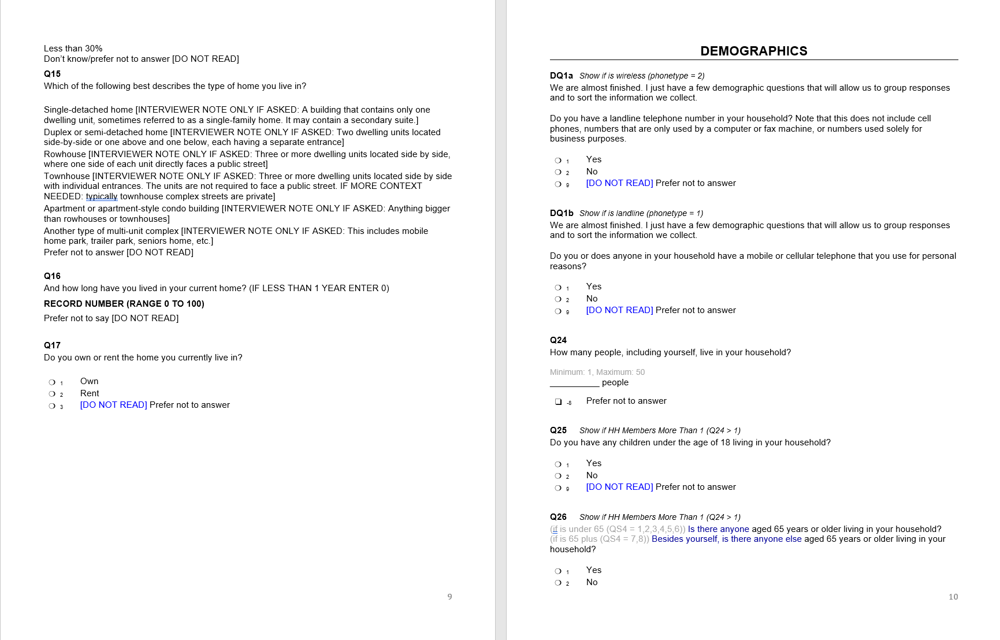 Less than 30%
Don't know/prefer not to answer [DO NOT READ]
Q15
Which of the following best describes the type of home you live in?
Single-detached home [INTERVIEWER NOTE ONLY IF ASKED: A building that contains only one
dwelling unit, sometimes referred to as a single-family home. It may contain a secondary suite.]
Duplex or semi-detached home [INTERVIEWER NOTE ONLY IF ASKED: Two dwelling units located
side-by-side or one above and one below, each having a separate entrance]
Rowhouse [INTERVIEWER NOTE ONLY IF ASKED: Three or more dwelling units located side by side,
where one side of each unit directly faces a public street]
Townhouse [INTERVIEWER NOTE ONLY IF ASKED: Three or more dwelling units located side by side
with individual entrances. The units are not required to face a public street. IF MORE CONTEXT
NEEDED: typically townhouse complex streets are private]
Apartment or apartment-style condo building [INTERVIEWER NOTE ONLY IF ASKED: Anything bigger
than rowhouses or townhouses]
Another type of multi-unit complex [INTERVIEWER NOTE ONLY IF ASKED: This includes mobile
home park, trailer park, seniors home, etc.]
Prefer not to answer [DO NOT READ]
Q16
And how long have you lived in your current home? (IF LESS THAN 1 YEAR ENTER 0)
RECORD NUMBER (RANGE 0 TO 100)
Prefer not to say [DO NOT READ]
Q17
Do you own or rent the home you currently live in?
❍ 1 Own
❍ 2 Rent
❍ 3 [DO NOT READ] Prefer not to answer
9
DEMOGRAPHICS
DQ1a Show if is wireless (phonetype = 2)
We are almost finished. I just have a few demographic questions that will allow us to group responses
and to sort the information we collect.
Do you have a landline telephone number in your household? Note that this does not include cell
phones, numbers that are only used by a computer or fax machine, or numbers used solely for
business purposes.
❍ 1 Yes
❍ 2 No
❍ 9 [DO NOT READ] Prefer not to answer
DQ1b Show if is landline (phonetype = 1)
We are almost finished. I just have a few demographic questions that will allow us to group responses
and to sort the information we collect.
Do you or does anyone in your household have a mobile or cellular telephone that you use for personal
reasons?
❍ 1 Yes
❍ 2 No
❍ 9 [DO NOT READ] Prefer not to answer
Q24
How many people, including yourself, live in your household?
Minimum: 1, Maximum: 50
__________ people
❑ -8 Prefer not to answer
Q25 Show if HH Members More Than 1 (Q24 > 1)
Do you have any children under the age of 18 living in your household?
❍ 1 Yes
❍ 2 No
❍ 9 [DO NOT READ] Prefer not to answer
Q26 Show if HH Members More Than 1 (Q24 > 1)
(if is under 65 (QS4 = 1,2,3,4,5,6)) Is there anyone aged 65 years or older living in your household?
(if is 65 plus (QS4 = 7,8)) Besides yourself, is there anyone else aged 65 years or older living in your
household?
❍ 1 Yes
❍ 2 No
10